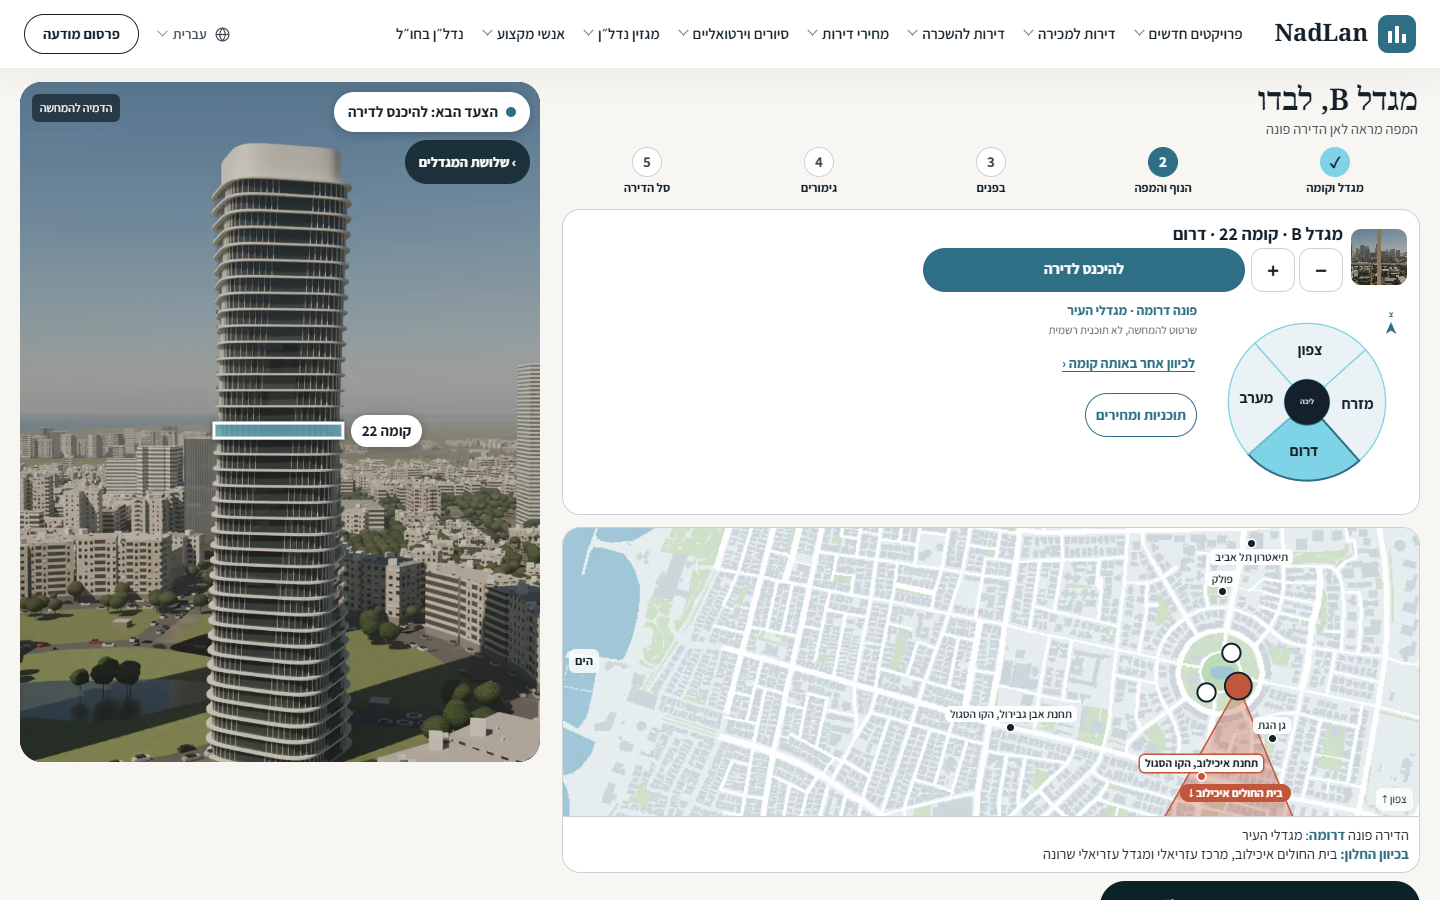 NadLan
פרויקטים חדשים
דירות למכירה
דירות להשכרה
מחירי דירות
סיורים וירטואליים
מגזין נדל״ן
אנשי מקצוע
נדל״ן בחו״ל
עברית
פרסום מודעה
מגדל B, לבדו
המפה מראה לאן הדירה פונה
✓
מגדל וקומה
2
הנוף והמפה
3
בפנים
4
גימורים
5
סל הדירה
מגדל B · קומה 22 · דרום
−
+
להיכנס לדירה
פונה דרומה · מגדלי העיר
שרטוט להמחשה, לא תוכנית רשמית
לכיוון אחר באותה קומה ›
תוכניות ומחירים
צ
צפון
מערב
ליבה
מזרח
דרום
תיאטרון תל אביב
פולק
הים
תחנת אבן גבירול, הקו הסגול
גן הגת
תחנת איכילוב, הקו הסגול
בית החולים איכילוב ↓
צפון ↑
הדירה פונה דרומה: מגדלי העיר
בכיוון החלון: בית החולים איכילוב, מרכז עזריאלי ומגדל עזריאלי שרונה
הצעד הבא: להיכנס לדירה
הדמיה להמחשה
‹ שלושת המגדלים
קומה 22